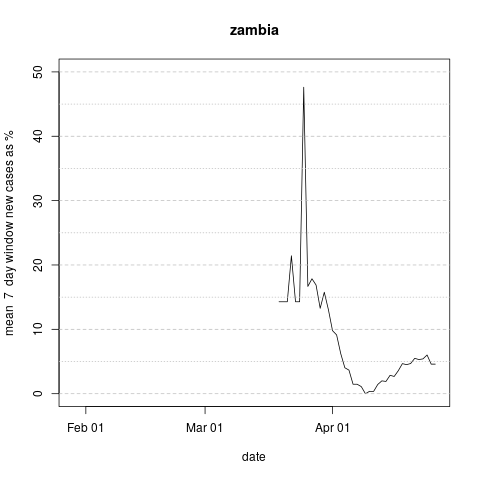 zambia
mean 7 day window new cases as %
50
40
30
20
10
0
Feb 01
Mar 01
Apr 01
date